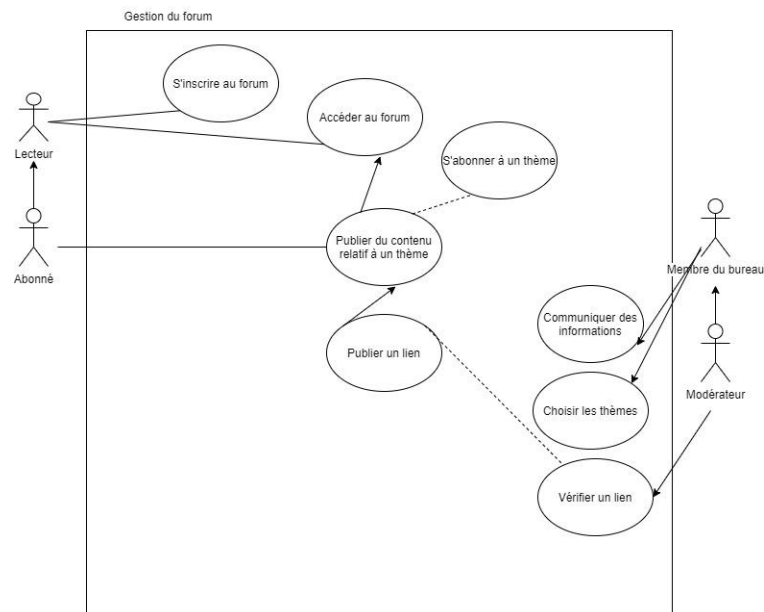 Gestion du forum
S'inscrire au forum
Accéder au forum
Lecteur
S'abonner à un thème
Publier du contenu
relatif à un thème
Abonné
Membre du bureau
Communiquer des
informations
Publier un lien
Modérateur
Choisir les thèmes
Vérifier un lien